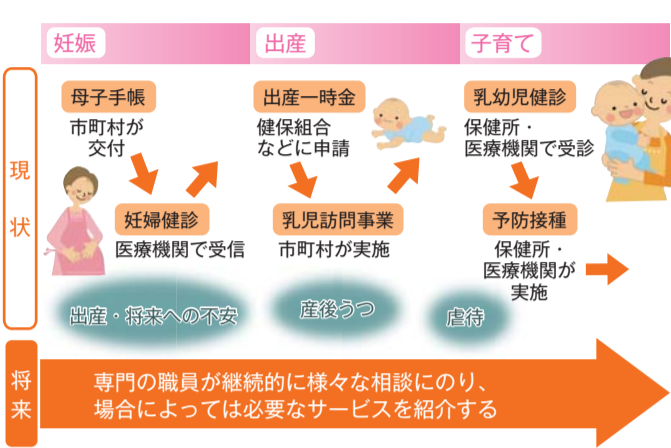 妊娠
出産
子育て
現状
母子手帳
市町村が
交付
妊婦健診
医療機関で受信
出産・将来への不安
出産一時金
健保組合
などに申請
乳児訪問事業
市町村が実施
産後うつ
乳幼児健診
保健所・
医療機関で受診
予防接種
保健所・
医療機関が
実施
虐待
将来
専門の職員が継続的に様々な相談にのり、
場合によっては必要なサービスを紹介する